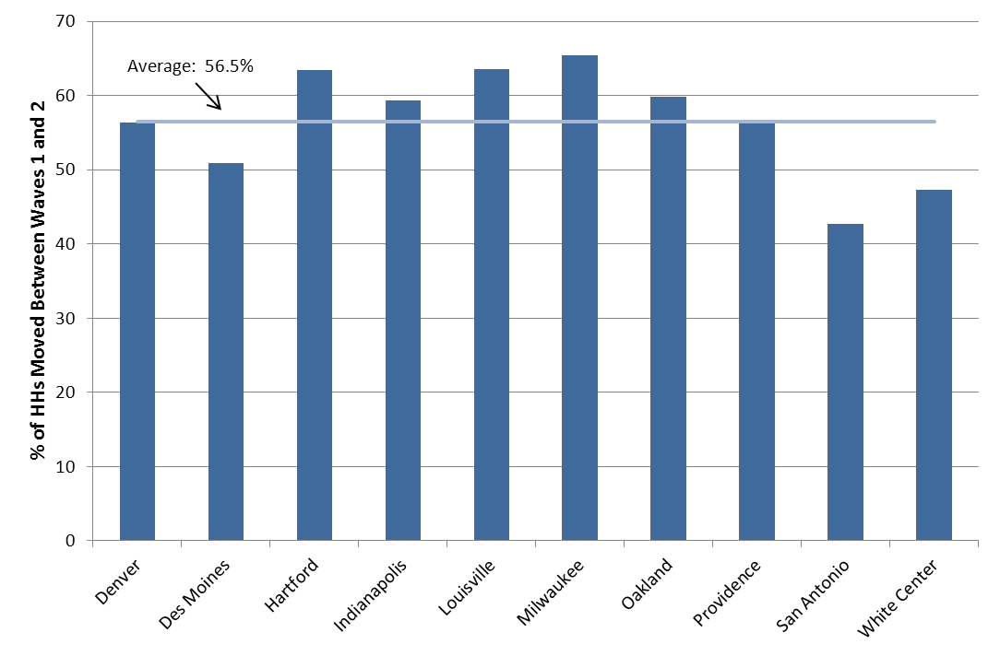 % of HHs Moved Between Waves 1 and 2
70
60
50
40
30
20
10
0
Average:  56.5%
Denver
Des Moines
Hartford
Indianapolis
Louisville
Milwaukee
Oakland
Providence
San Antonio
White Center